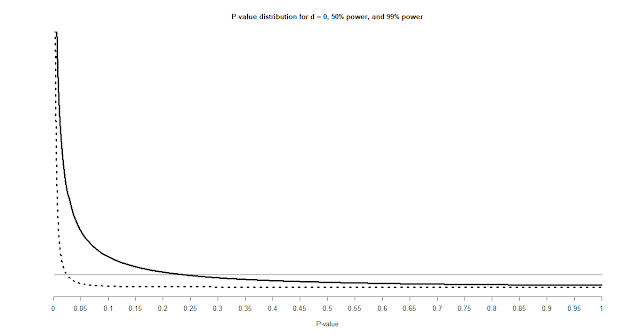 P-value distribution for d = 0, 50% power, and 99% power
0 0.05 0.1 0.15 0.2 0.25 0.3 0.35 0.4 0.45 0.5 0.55 0.6 0.65 0.7 0.75 0.8 0.85 0.9 0.95 1
P-value